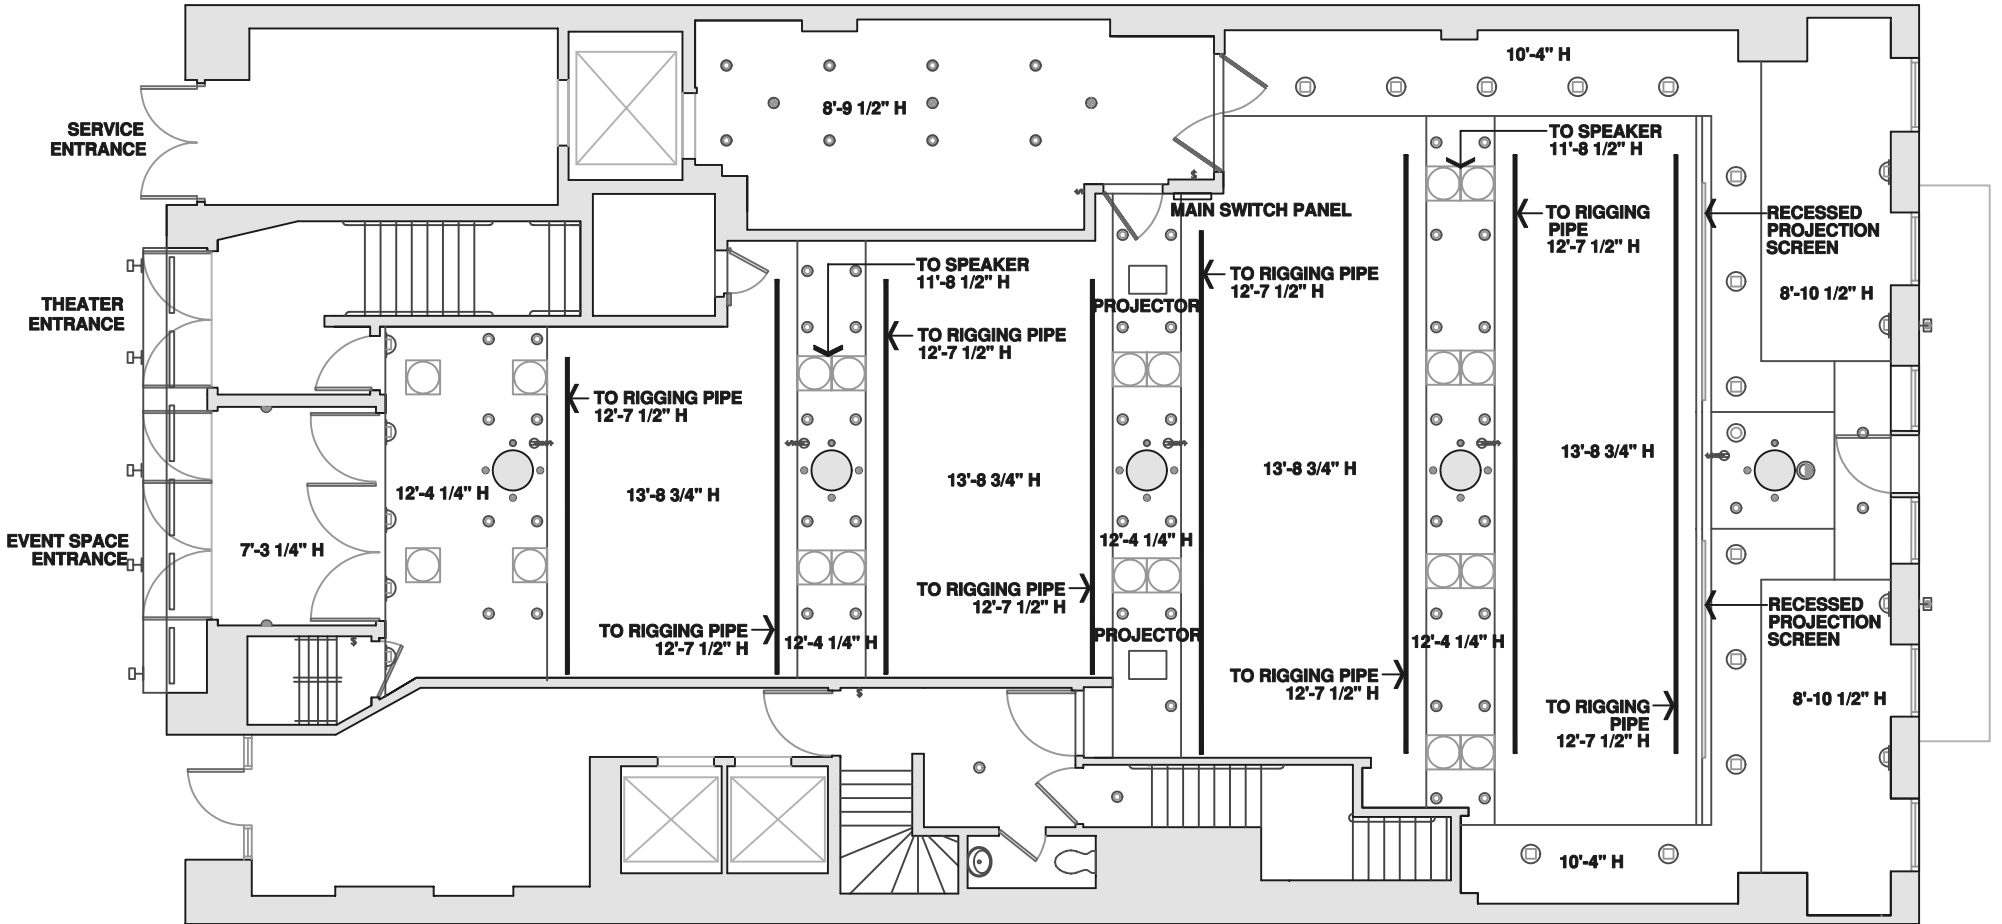 10'-4" H
8'-9 1/2" H
SERVICE
ENTRANCE
TO SPEAKER
11'-8 1/2" H
$
$
MAIN SWITCH PANEL
TO RIGGING
PIPE
12'-7 1/2" H
RECESSED
PROJECTION
SCREEN
THEATER
ENTRANCE
TO SPEAKER
11'-8 1/2" H
TO RIGGING PIPE
12'-7 1/2" H
PROJECTOR
8'-10 1/2" H
TO RIGGING PIPE
12'-7 1/2" H
TO RIGGING PIPE
12'-7 1/2" H
12'-4 1/4" H
13'-8 3/4" H
13'-8 3/4" H
13'-8 3/4" H
13'-8 3/4" H
EVENT SPACE
ENTRANCE
7'-3 1/4" H
12'-4 1/4" H
TO RIGGING PIPE
12'-7 1/2" H
TO RIGGING PIPE
12'-7 1/2" H
12'-4 1/4" H
PROJECTOR
12'-4 1/4" H
RECESSED
PROJECTION
SCREEN
$
TO RIGGING PIPE
12'-7 1/2" H
TO RIGGING
PIPE
12'-7 1/2" H
8'-10 1/2" H
$
10'-4" H